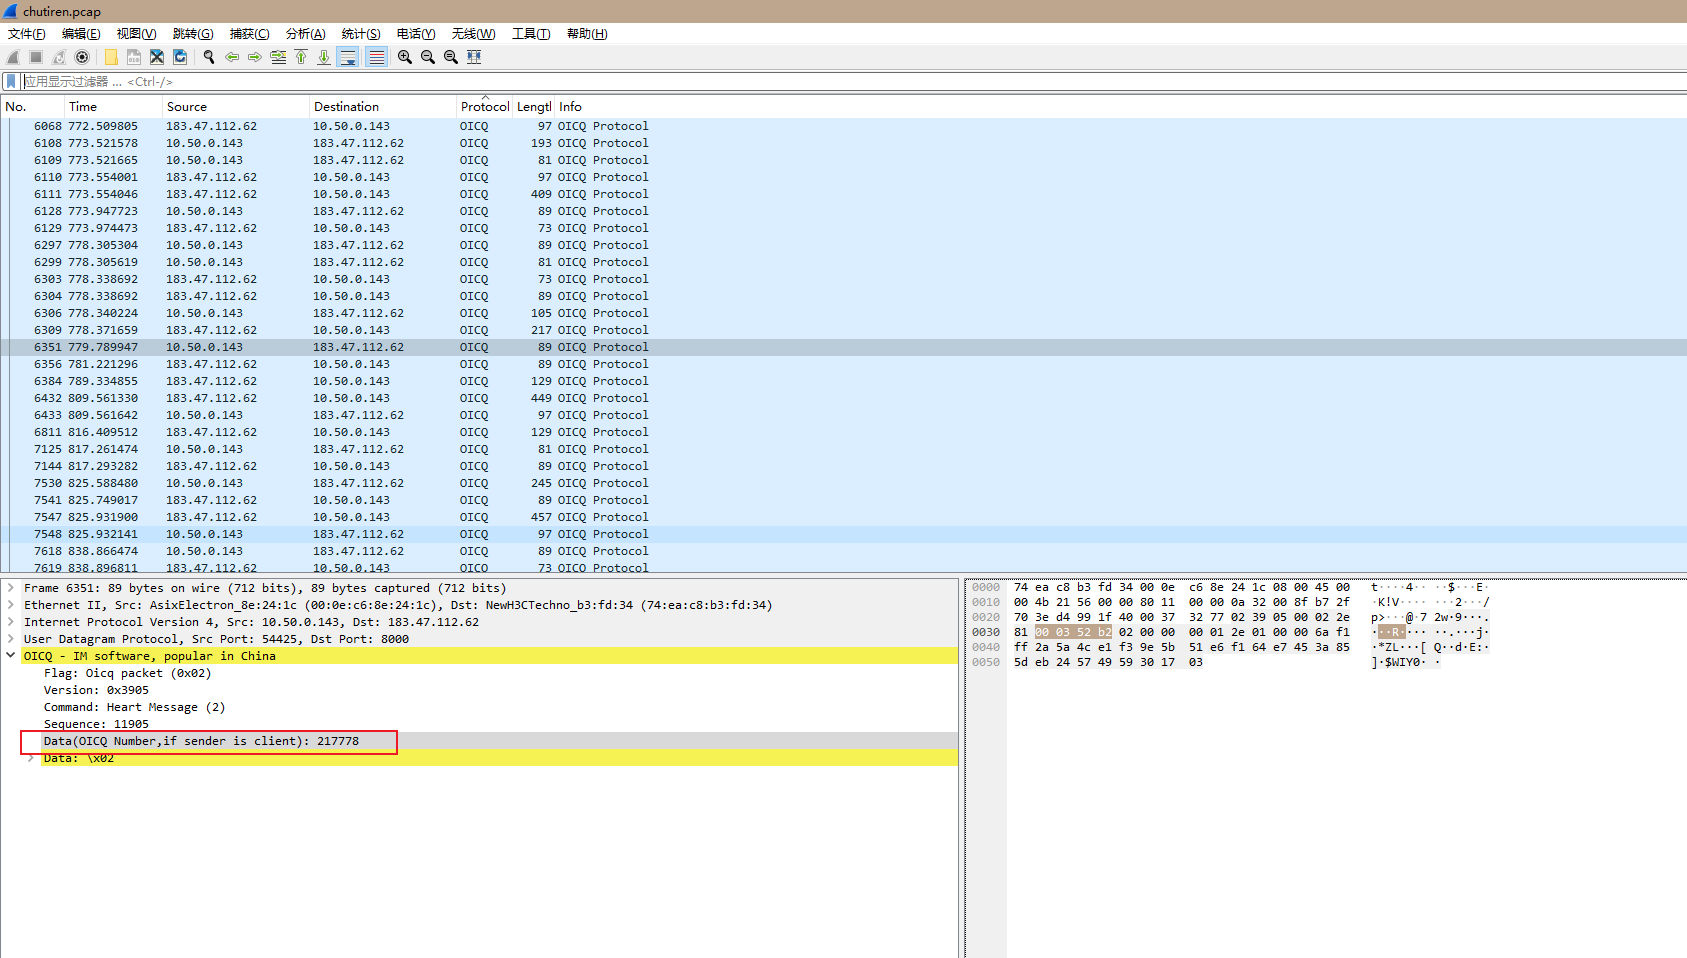 chutiren.pcap
文件(F) 编辑(E) 视图(V) 跳转(G) 捕获(C) 分析(A) 统计(S) 电话(Y) 无线(W) 工具(T) 帮助(H)
应用显示过滤器 … <Ctrl-/>
No. Time Source Destination Protocol Lengtl Info
6068 772.509805 183.47.112.62 10.50.0.143 OICQ 97 OICQ Protocol
6108 773.521578 10.50.0.143 183.47.112.62 OICQ 193 OICQ Protocol
6109 773.521665 10.50.0.143 183.47.112.62 OICQ 81 OICQ Protocol
6110 773.554001 183.47.112.62 10.50.0.143 OICQ 97 OICQ Protocol
6111 773.554046 183.47.112.62 10.50.0.143 OICQ 409 OICQ Protocol
6128 773.947723 10.50.0.143 183.47.112.62 OICQ 89 OICQ Protocol
6129 773.974473 183.47.112.62 10.50.0.143 OICQ 73 OICQ Protocol
6297 778.305304 10.50.0.143 183.47.112.62 OICQ 89 OICQ Protocol
6299 778.305619 10.50.0.143 183.47.112.62 OICQ 81 OICQ Protocol
6303 778.338692 183.47.112.62 10.50.0.143 OICQ 73 OICQ Protocol
6304 778.338692 183.47.112.62 10.50.0.143 OICQ 89 OICQ Protocol
6306 778.340224 10.50.0.143 183.47.112.62 OICQ 105 OICQ Protocol
6309 778.371659 183.47.112.62 10.50.0.143 OICQ 217 OICQ Protocol
6351 779.789947 10.50.0.143 183.47.112.62 OICQ 89 OICQ Protocol
6356 781.221296 10.50.0.143 183.47.112.62 OICQ 89 OICQ Protocol
6384 789.334855 183.47.112.62 10.50.0.143 OICQ 129 OICQ Protocol
6432 809.561330 183.47.112.62 10.50.0.143 OICQ 449 OICQ Protocol
6433 809.561642 10.50.0.143 183.47.112.62 OICQ 97 OICQ Protocol
6811 816.409512 183.47.112.62 10.50.0.143 OICQ 129 OICQ Protocol
7125 817.261474 10.50.0.143 183.47.112.62 OICQ 81 OICQ Protocol
7144 817.293282 183.47.112.62 10.50.0.143 OICQ 89 OICQ Protocol
7530 825.588480 10.50.0.143 183.47.112.62 OICQ 245 OICQ Protocol
7541 825.749017 183.47.112.62 10.50.0.143 OICQ 89 OICQ Protocol
7547 825.931900 183.47.112.62 10.50.0.143 OICQ 457 OICQ Protocol
7548 825.932141 10.50.0.143 183.47.112.62 OICQ 97 OICQ Protocol
7618 838.866474 10.50.0.143 183.47.112.62 OICQ 89 OICQ Protocol
7619 838.896811 183.47.112.62 10.50.0.143 OICQ 73 OICQ Protocol
Frame 6351: 89 bytes on wire (712 bits), 89 bytes captured (712 bits)
Ethernet II, Src: AsixElectron_8e:24:1c (00:0e:c6:8e:24:1c), Dst: NewH3CTechno_b3:fd:34 (74:ea:c8:b3:fd:34)
Internet Protocol Version 4, Src: 10.50.0.143, Dst: 183.47.112.62
User Datagram Protocol, Src Port: 54425, Dst Port: 8000
OICQ - IM software, popular in China
Flag: Oicq packet (0x02)
Version: 0x3905
Command: Heart Message (2)
Sequence: 11905
Data(OICQ Number,if sender is client): 217778
Data: \x02
0000 74 ea c8 b3 fd 34 00 0e c6 8e 24 1c 08 00 45 00 t····4·· ··$···E·
0010 00 4b 21 56 00 00 80 11 00 00 0a 32 00 8f b7 2f ·K!V···· ···2···/
0020 70 3e d4 99 1f 40 00 37 32 77 02 39 05 00 02 2e p>···@·7 2w·9···.
0030 81 00 03 52 b2 02 00 00 00 01 2e 01 00 00 6a f1 ···R···· ··.···j·
0040 ff 2a 5a 4c e1 f3 9e 5b 51 e6 f1 64 e7 45 3a 85 ·*ZL···[ Q··d·E:·
0050 5d eb 24 57 49 59 30 17 03 ]·$WIY0· ·